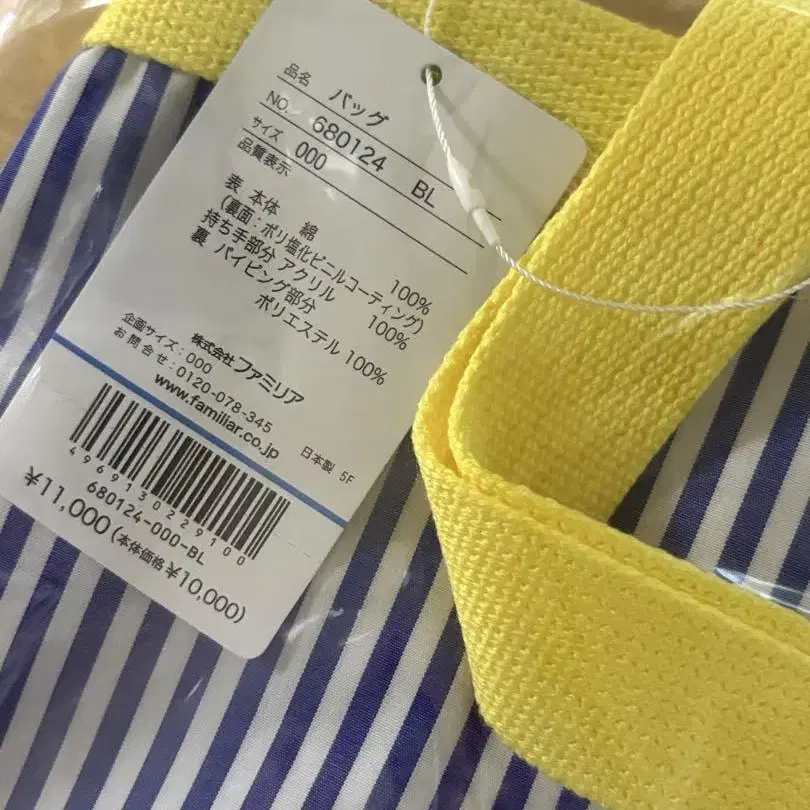 品名 バッグ
NO. 680124 BL
サイズ 000
品質表示
表 本体 綿 100%
(裏面:ポリ塩化ビニルコーティング)
持ち手部分 アクリル 100%
裏 パイピング部分
ポリエステル 100%
株式会社 ファミリア
企画サイズ:000
お問合せ:0120-078-345
www.familiar.co.jp
日本製 5F
4969130229100
680124-000-BL
¥11,000(本体価格¥10,000)